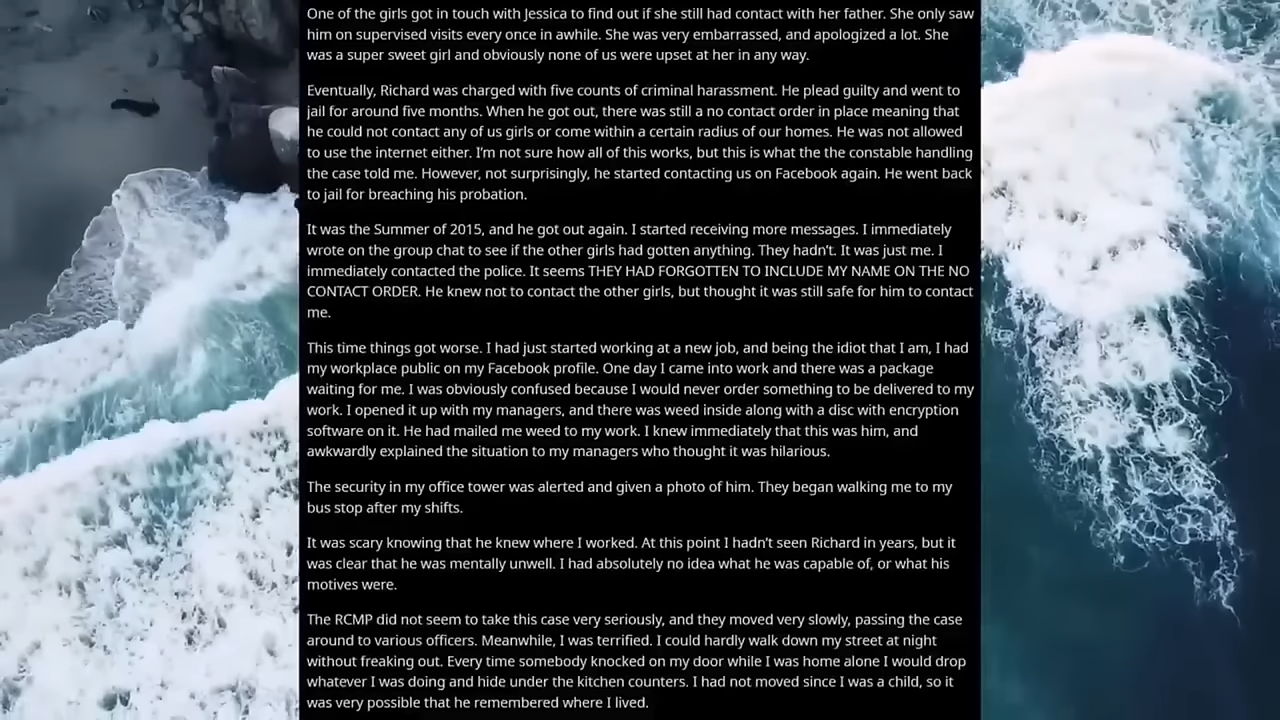 One of the girls got in touch with Jessica to find out if she still had contact with her father. She only saw
him on supervised visits every once in awhile. She was very embarrassed, and apologized a lot. She
was a super sweet girl and obviously none of us were upset at her in any way.
Eventually, Richard was charged with five counts of criminal harassment. He plead guilty and went to
jail for around five months. When he got out, there was still a no contact order in place meaning that
he could not contact any of us girls or come within a certain radius of our homes. He was not allowed
to use the internet either. I'm not sure how all of this works, but this is what the the constable handling
the case told me. However, not surprisingly, he started contacting us on Facebook again. He went back
to jail for breaching his probation.
It was the Summer of 2015, and he got out again. I started receiving more messages. I immediately
wrote on the group chat to see if the other girls had gotten anything. They hadn't. It was just me. I
immediately contacted the police. It seems THEY HAD FORGOTTEN TO INCLUDE MY NAME ON THE NO
CONTACT ORDER. He knew not to contact the other girls, but thought it was still safe for him to contact
me.
This time things got worse. I had just started working at a new job, and being the idiot that I am, I had
my workplace public on my Facebook profile. One day I came into work and there was a package
waiting for me. I was obviously confused because I would never order something to be delivered to my
work. I opened it up with my managers, and there was weed inside along with a disc with encryption
software on it. He had mailed me weed to my work. I knew immediately that this was him, and
awkwardly explained the situation to my managers who thought it was hilarious.
The security in my office tower was alerted and given a photo of him. They began walking me to my
bus stop after my shifts.
It was scary knowing that he knew where I worked. At this point I hadn't seen Richard in years, but it
was clear that he was mentally unwell. I had absolutely no idea what he was capable of, or what his
motives were.
The RCMP did not seem to take this case very seriously, and they moved very slowly, passing the case
around to various officers. Meanwhile, I was terrified. I could hardly walk down my street at night
without freaking out. Every time somebody knocked on my door while I was home alone I would drop
whatever I was doing and hide under the kitchen counters. I had not moved since I was a child, so it
was very possible that he remembered where I lived.